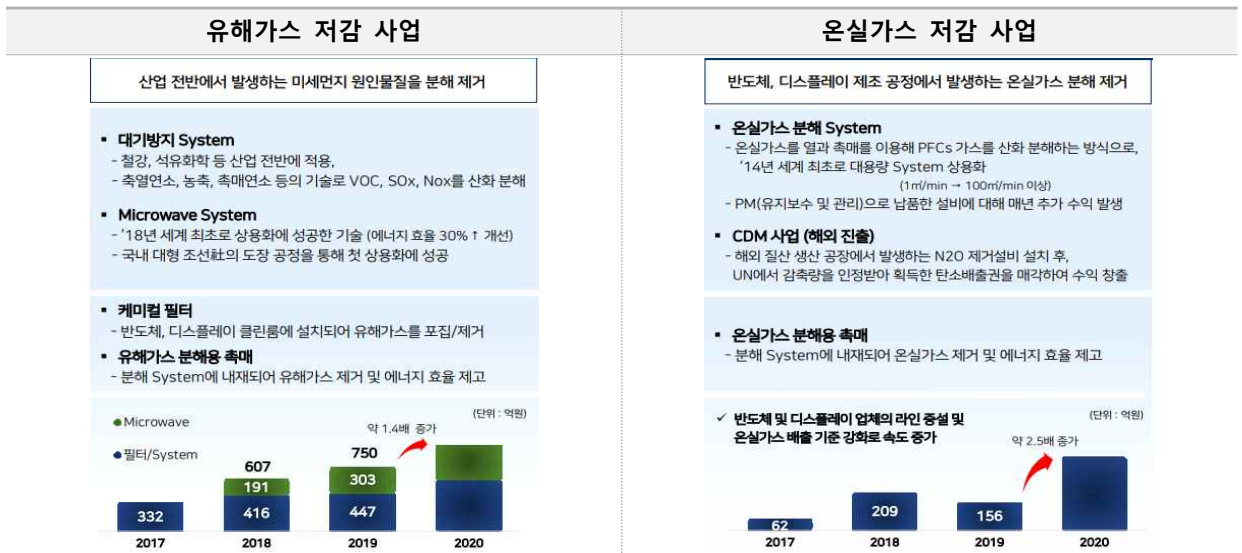 유해가스 저감 사업
산업 전반에서 발생하는 미세먼지 원인물질을 분해 제거
▪ 대기방지 System
- 철강, 석유화학 등 산업 전반에 적용,
- 축열연소, 농축, 촉매연소 등의 기술로 VOC, SOx, Nox를 산화 분해
▪ Microwave System
- '18년 세계 최초로 상용화에 성공한 기술 (에너지 효율 30%↑ 개선)
- 국내 대형 조선社의 도장 공정을 통해 첫 상용화에 성공
▪ 케미컬 필터
- 반도체, 디스플레이 클린룸에 설치되어 유해가스를 포집/제거
▪ 유해가스 분해용 촉매
- 분해 System에 내재되어 유해가스 제거 및 에너지 효율 제고
(단위 : 억원)
Microwave
필터/System
약 1.4배 증가
607
750
191
303
332
416
447
2017
2018
2019
2020
온실가스 저감 사업
반도체, 디스플레이 제조 공정에서 발생하는 온실가스 분해 제거
▪ 온실가스 분해 System
- 온실가스를 열과 촉매를 이용해 PFCs 가스를 산화 분해하는 방식으로,
'14년 세계 최초로 대용량 System 상용화
(1㎥/min → 100㎥/min 이상)
- PM(유지보수 및 관리)으로 납품한 설비에 대해 매년 추가 수익 발생
▪ CDM 사업 (해외 진출)
- 해외 질산 생산 공장에서 발생하는 N2O 제거설비 설치 후,
UN에서 감축량을 인정받아 획득한 탄소배출권을 매각하여 수익 창출
▪ 온실가스 분해용 촉매
- 분해 System에 내재되어 온실가스 제거 및 에너지 효율 제고
✓ 반도체 및 디스플레이 업체의 라인 증설 및
온실가스 배출 기준 강화로 속도 증가
(단위 : 억원)
약 2.5배 증가
62
209
156
2017
2018
2019
2020